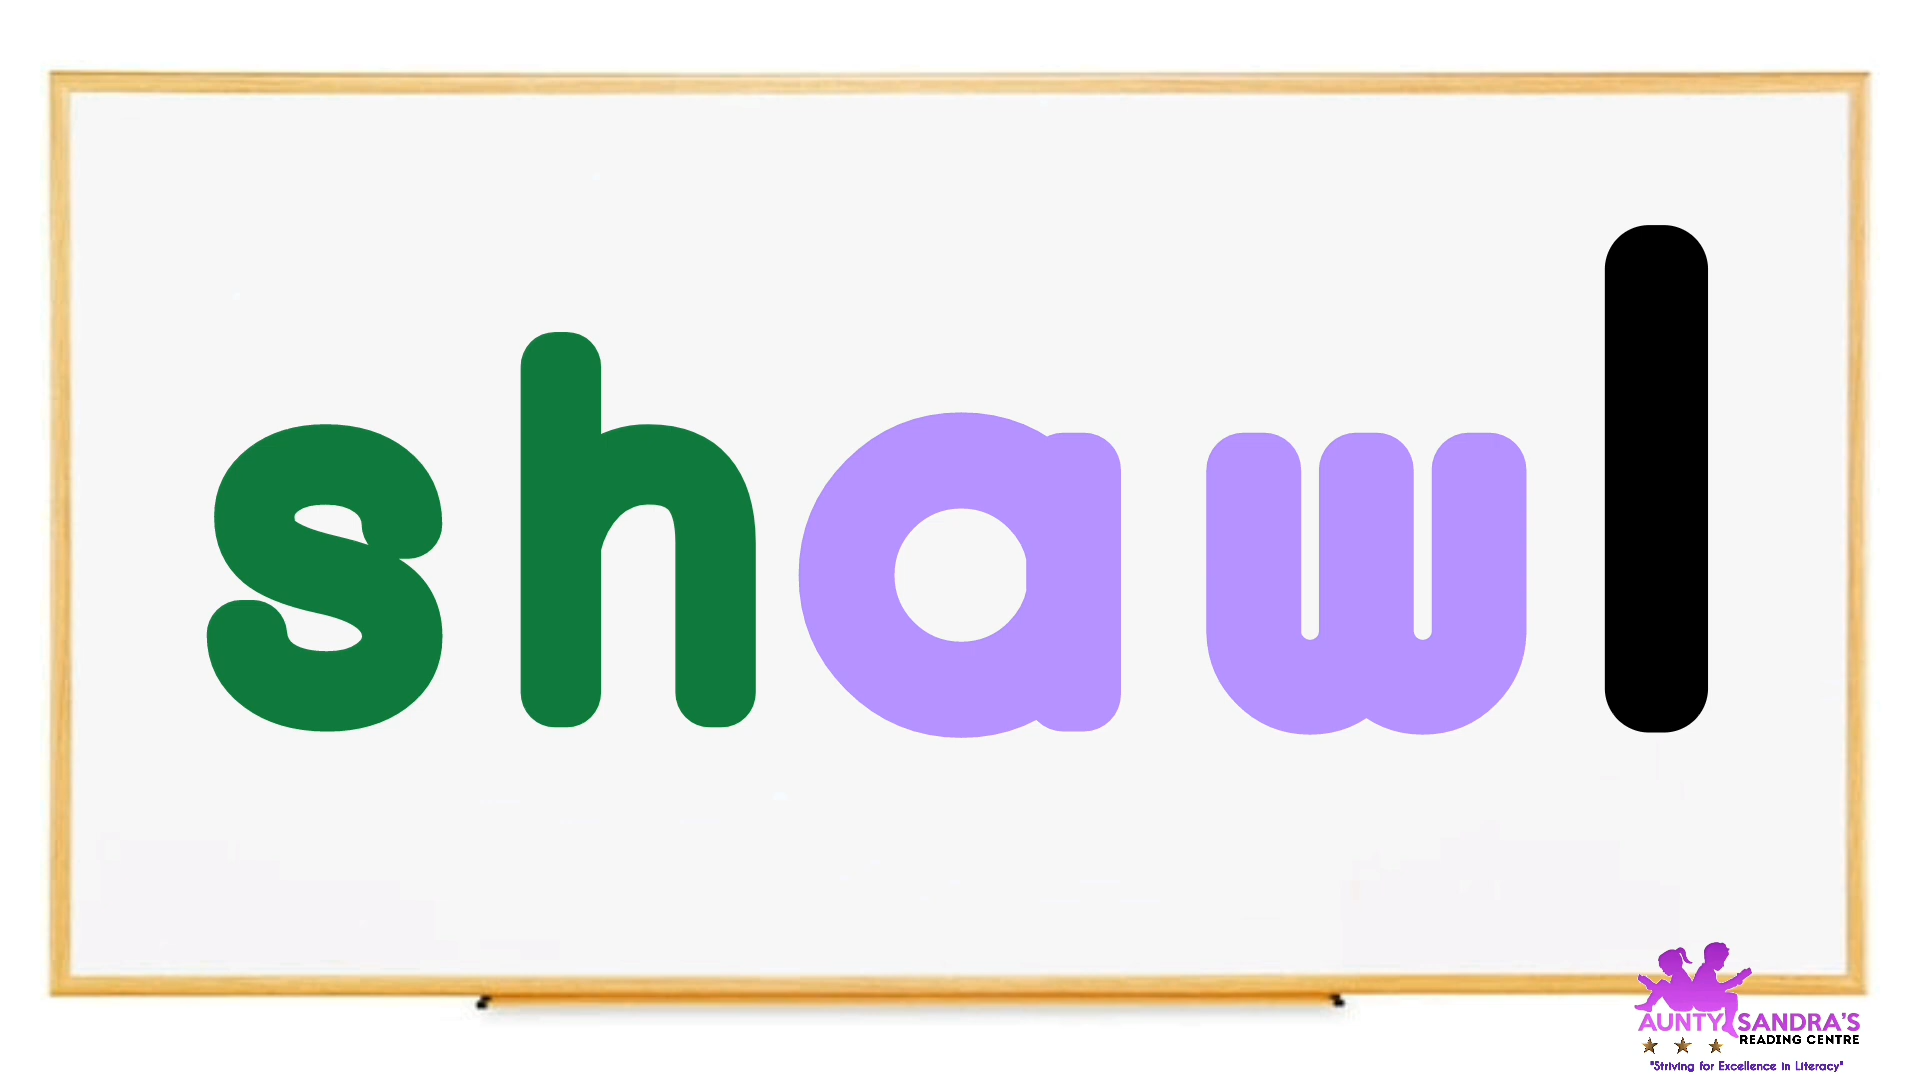 shawl
AUNTY SANDRA'S
READING CENTRE
"Striving for Excellence in Literacy"